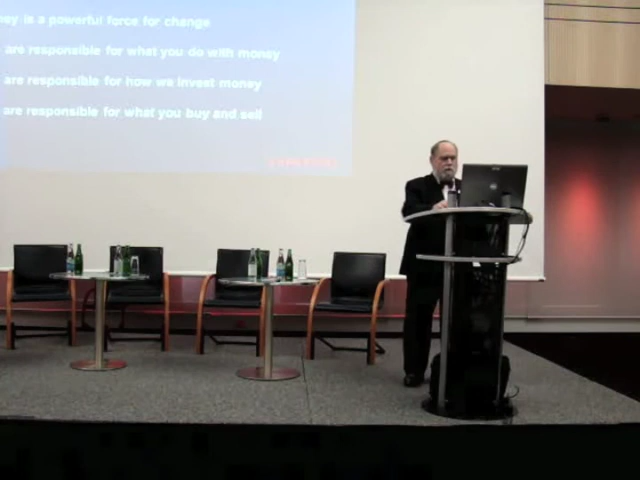 ey is a powerful force for change
are responsible for what you do with money
are responsible for how we invest money
are responsible for what you buy and sell